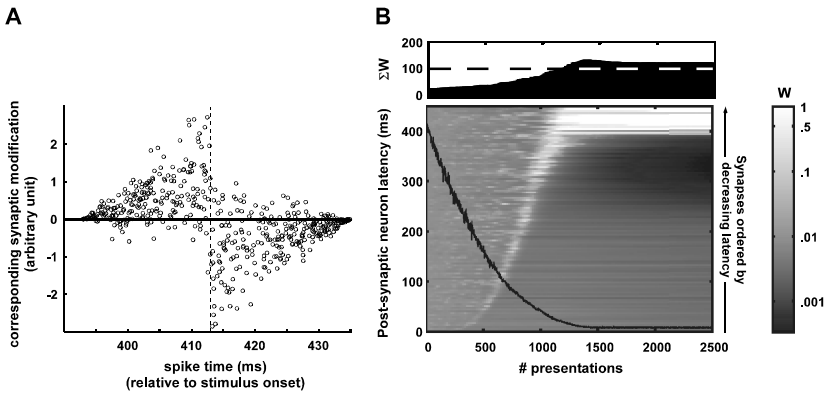 A
corresponding synaptic modification
(arbitrary unit)
2
1
0
-1
-2
400
410
420
430
spike time (ms)
(relative to stimulus onset)
B
ΣW
200
100
0
Post-synaptic neuron latency (ms)
400
300
200
100
0
0
500
1000
1500
2000
2500
# presentations
Synapses ordered by
decreasing latency
W
1
.5
.1
.01
.001